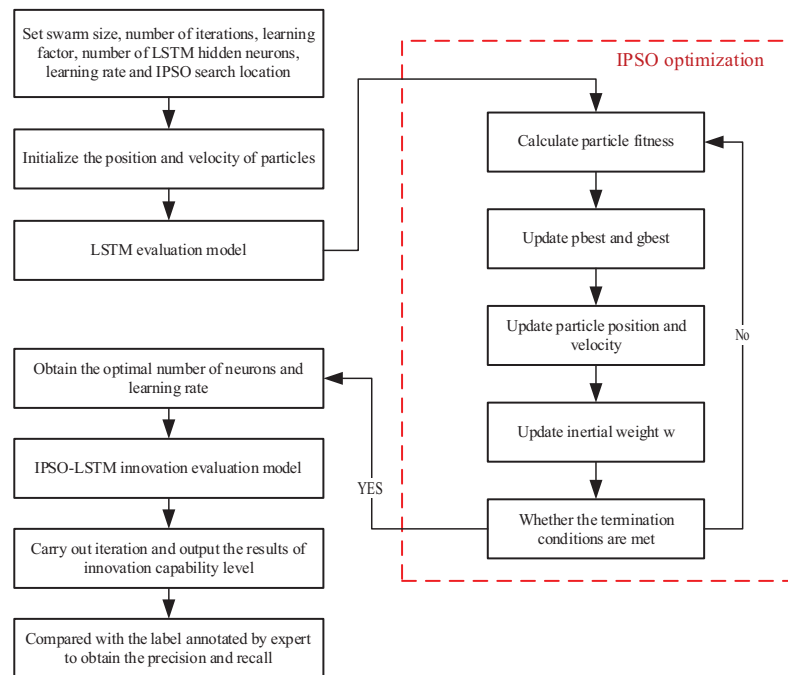 Set swarm size, number of iterations, learning
factor, number of LSTM hidden neurons,
learning rate and IPSO search location
Initialize the position and velocity of particles
LSTM evaluation model
IPSO optimization
Calculate particle fitness
Update pbest and gbest
Update particle position and
velocity
Update inertial weight w
Whether the termination
conditions are met
No
YES
Obtain the optimal number of neurons and
learning rate
IPSO-LSTM innovation evaluation model
Carry out iteration and output the results of
innovation capability level
Compared with the label annotated by expert
to obtain the precision and recall